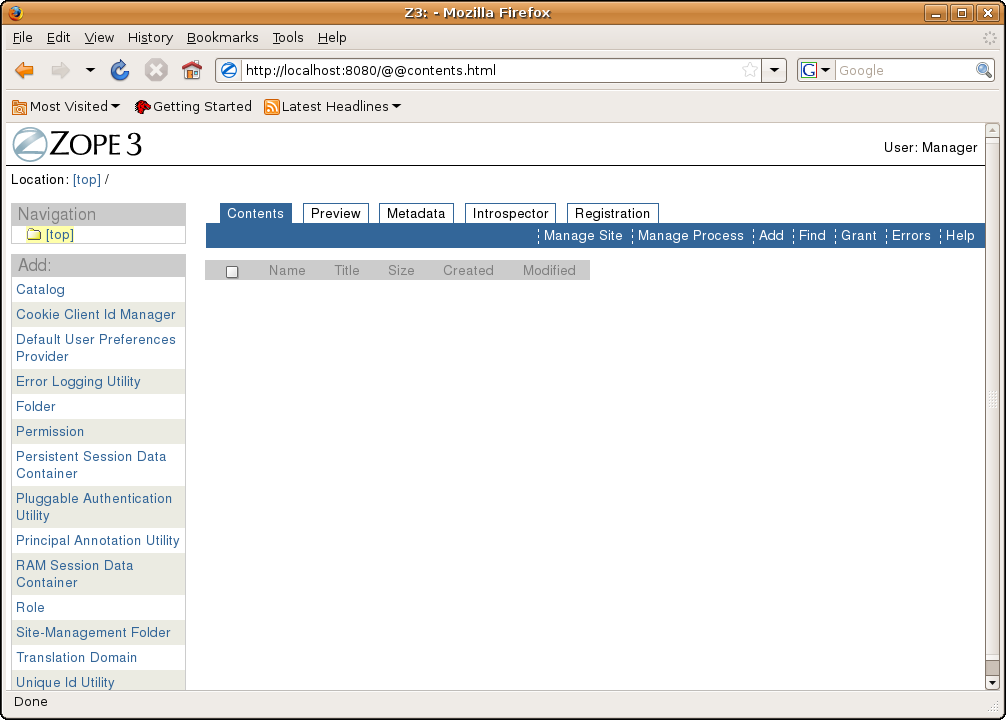 Z3: - Mozilla Firefox
File Edit View History Bookmarks Tools Help
http://localhost:8080/@@contents.html
G Google
Most Visited Getting Started Latest Headlines
ZOPE 3
User: Manager
Location: [top] /
Navigation
[top]
Contents Preview Metadata Introspector Registration
Manage Site Manage Process Add Find Grant Errors Help
Name Title Size Created Modified
Add:
Catalog
Cookie Client Id Manager
Default User Preferences
Provider
Error Logging Utility
Folder
Permission
Persistent Session Data
Container
Pluggable Authentication
Utility
Principal Annotation Utility
RAM Session Data
Container
Role
Site-Management Folder
Translation Domain
Unique Id Utility
Done